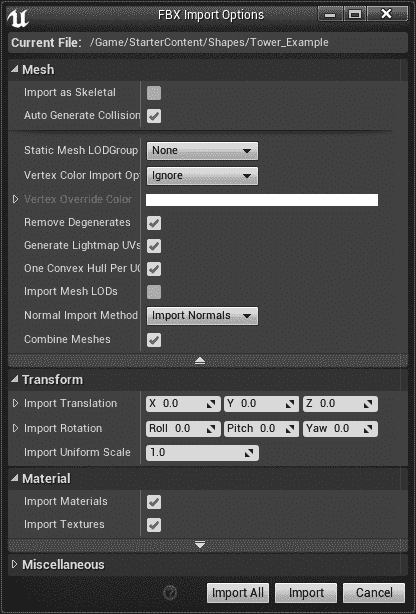 FBX Import Options
Current File: /Game/StarterContent/Shapes/Tower_Example
Mesh
Import as Skeletal
Auto Generate Collision
Static Mesh LODGroup None
Vertex Color Import Opt Ignore
Vertex Override Color
Remove Degenerates
Generate Lightmap UVs
One Convex Hull Per UC
Import Mesh LODs
Normal Import Method Import Normals
Combine Meshes
Transform
Import Translation X 0.0 Y 0.0 Z 0.0
Import Rotation Roll 0.0 Pitch 0.0 Yaw 0.0
Import Uniform Scale 1.0
Material
Import Materials
Import Textures
Miscellaneous
? Import All Import Cancel